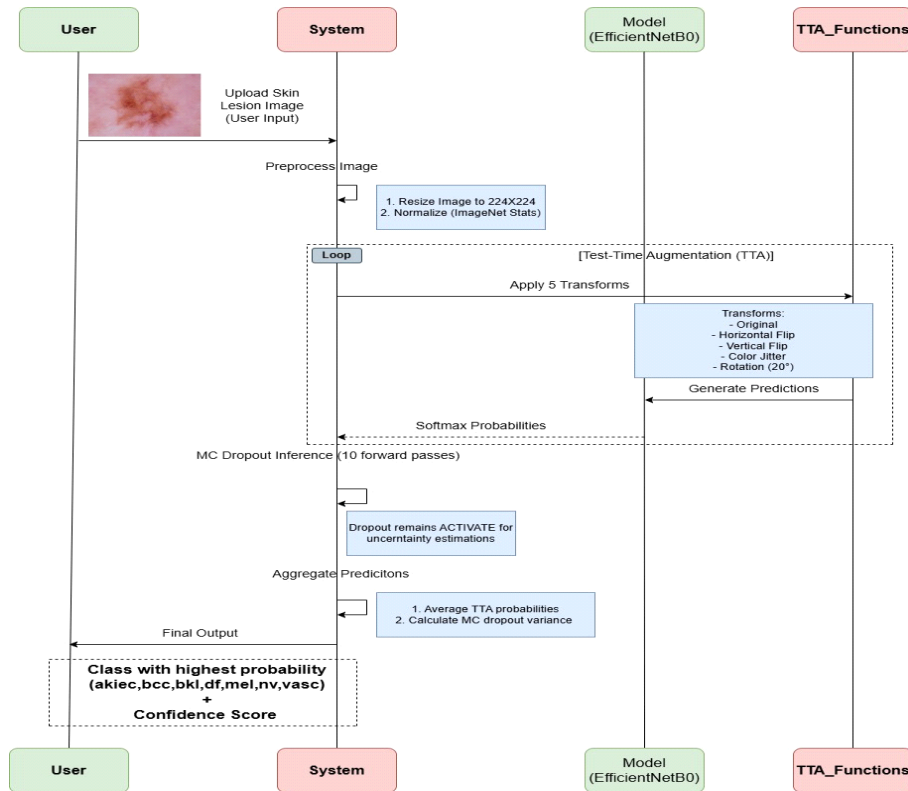 User
System
Model
(EfficientNetB0)
TTA_Functions
Upload Skin
Lesion Image
(User Input)
Preprocess Image
1. Resize Image to 224X224
2. Normalize (ImageNet Stats)
Loop
[Test-Time Augmentation (TTA)]
Apply 5 Transforms
Transforms:
- Original
- Horizontal Flip
- Vertical Flip
- Color Jitter
- Rotation (20°)
Generate Predictions
Softmax Probabilities
MC Dropout Inference (10 forward passes)
Dropout remains ACTIVATE for
uncerntainty estimations
Aggregate Predicitons
1. Average TTA probabilities
2. Calculate MC dropout variance
Final Output
Class with highest probability
(akiec,bcc,bkl,df,mel,nv,vasc)
+
Confidence Score
User
System
Model
(EfficientNetB0)
TTA_Functions